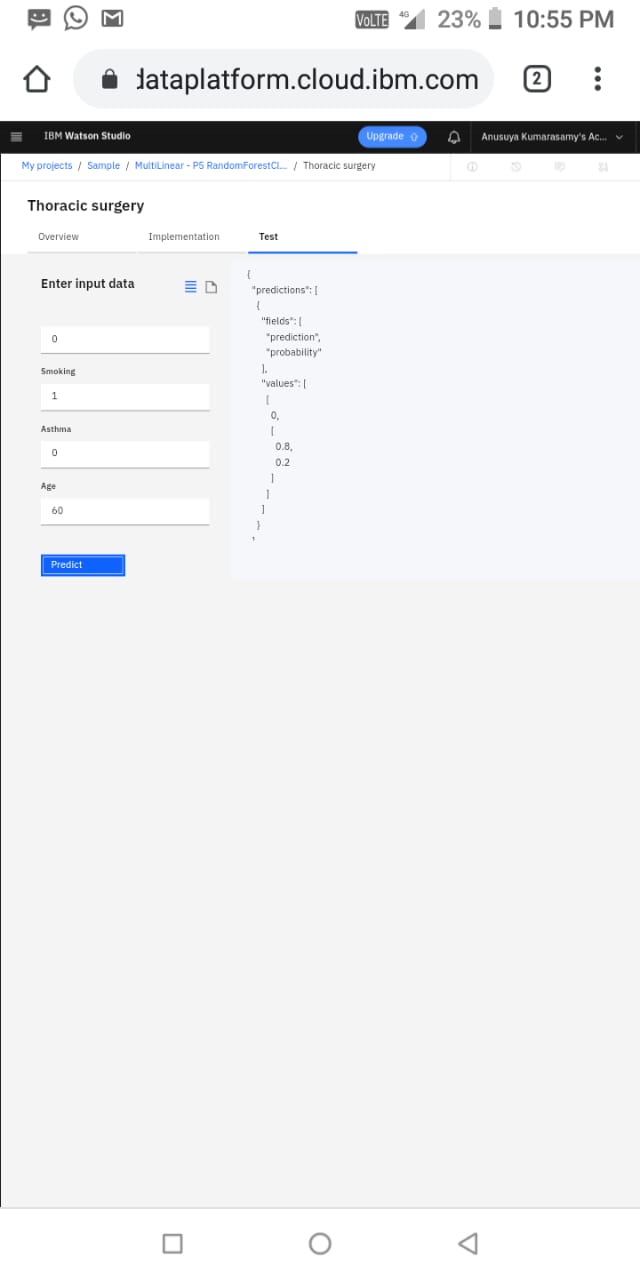 VoLTE 4G 23% 10:55 PM
dataplatform.cloud.ibm.com 2
IBM Watson Studio Upgrade Anusuya Kumarasamy's Ac...
My projects / Sample / MultiLinear - P5 RandomForestCl... / Thoracic surgery
Thoracic surgery
Overview Implementation Test
Enter input data
0
Smoking
1
Asthma
0
Age
60
Predict
{
"predictions": [
{
"fields": [
"prediction",
"probability"
],
"values": [
[
0,
[
0.8,
0.2
]
]
]
}